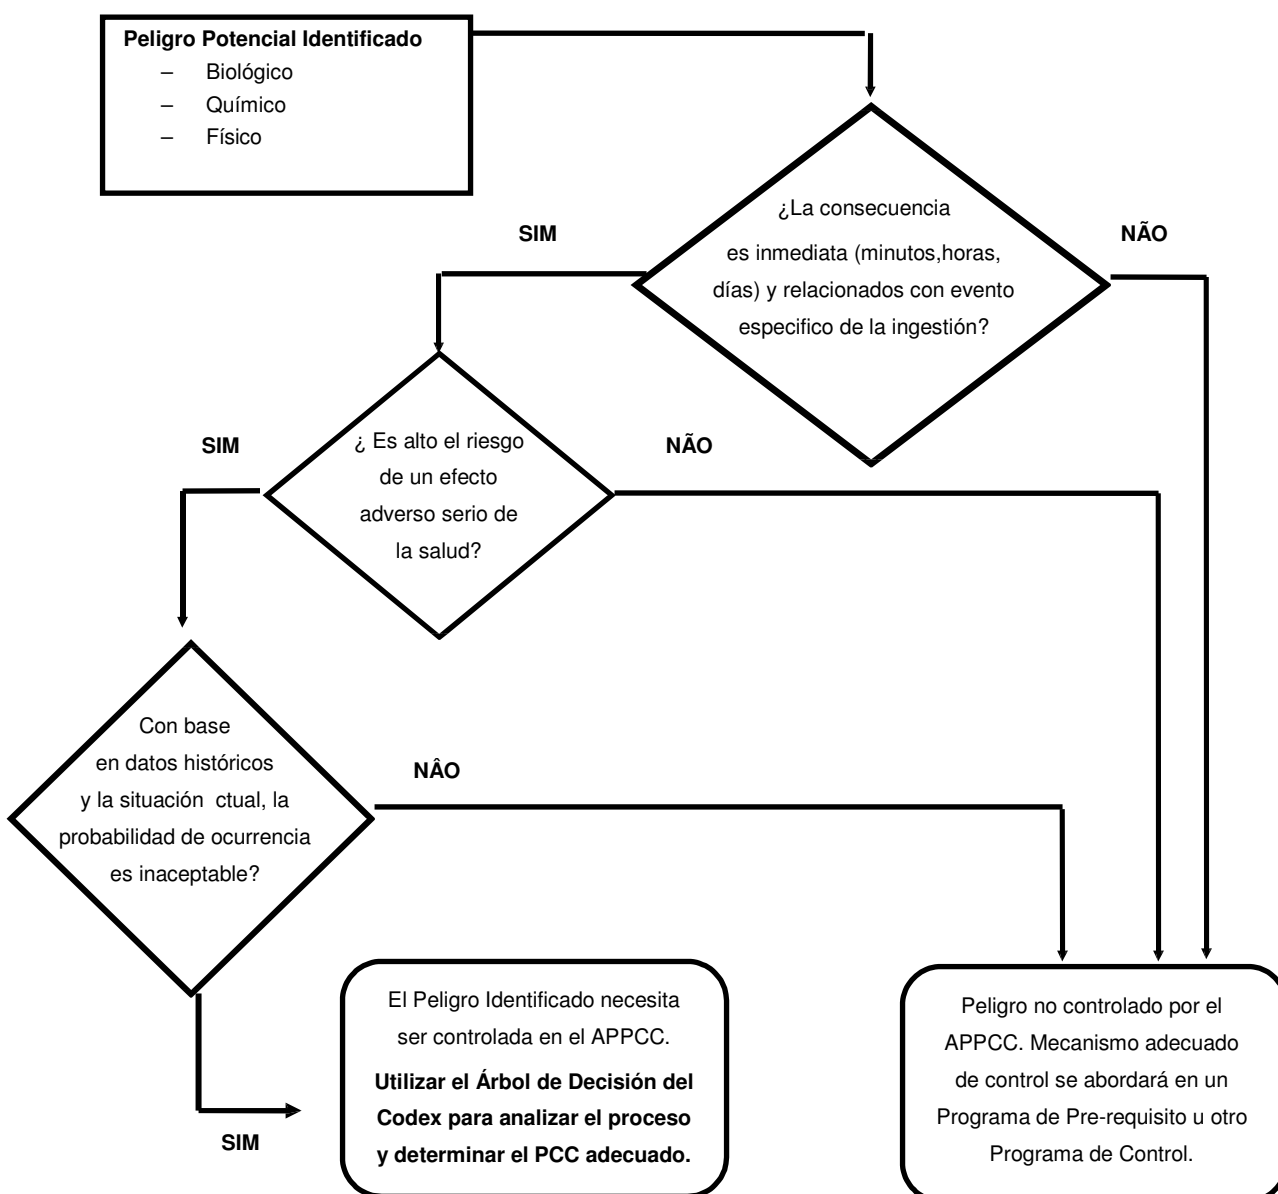 Peligro Potencial Identificado
– Biológico
– Químico
– Físico
¿La consecuencia
es inmediata (minutos,horas,
días) y relacionados con evento
especifico de la ingestión?
SIM
NÃO
¿ Es alto el riesgo
de un efecto
adverso serio de
la salud?
SIM
NÃO
Con base
en datos históricos
y la situación ctual, la
probabilidad de ocurrencia
es inaceptable?
NÂO
SIM
El Peligro Identificado necesita
ser controlada en el APPCC.
Utilizar el Árbol de Decisión del
Codex para analizar el proceso
y determinar el PCC adecuado.
Peligro no controlado por el
APPCC. Mecanismo adecuado
de control se abordará en un
Programa de Pre-requisito u otro
Programa de Control.